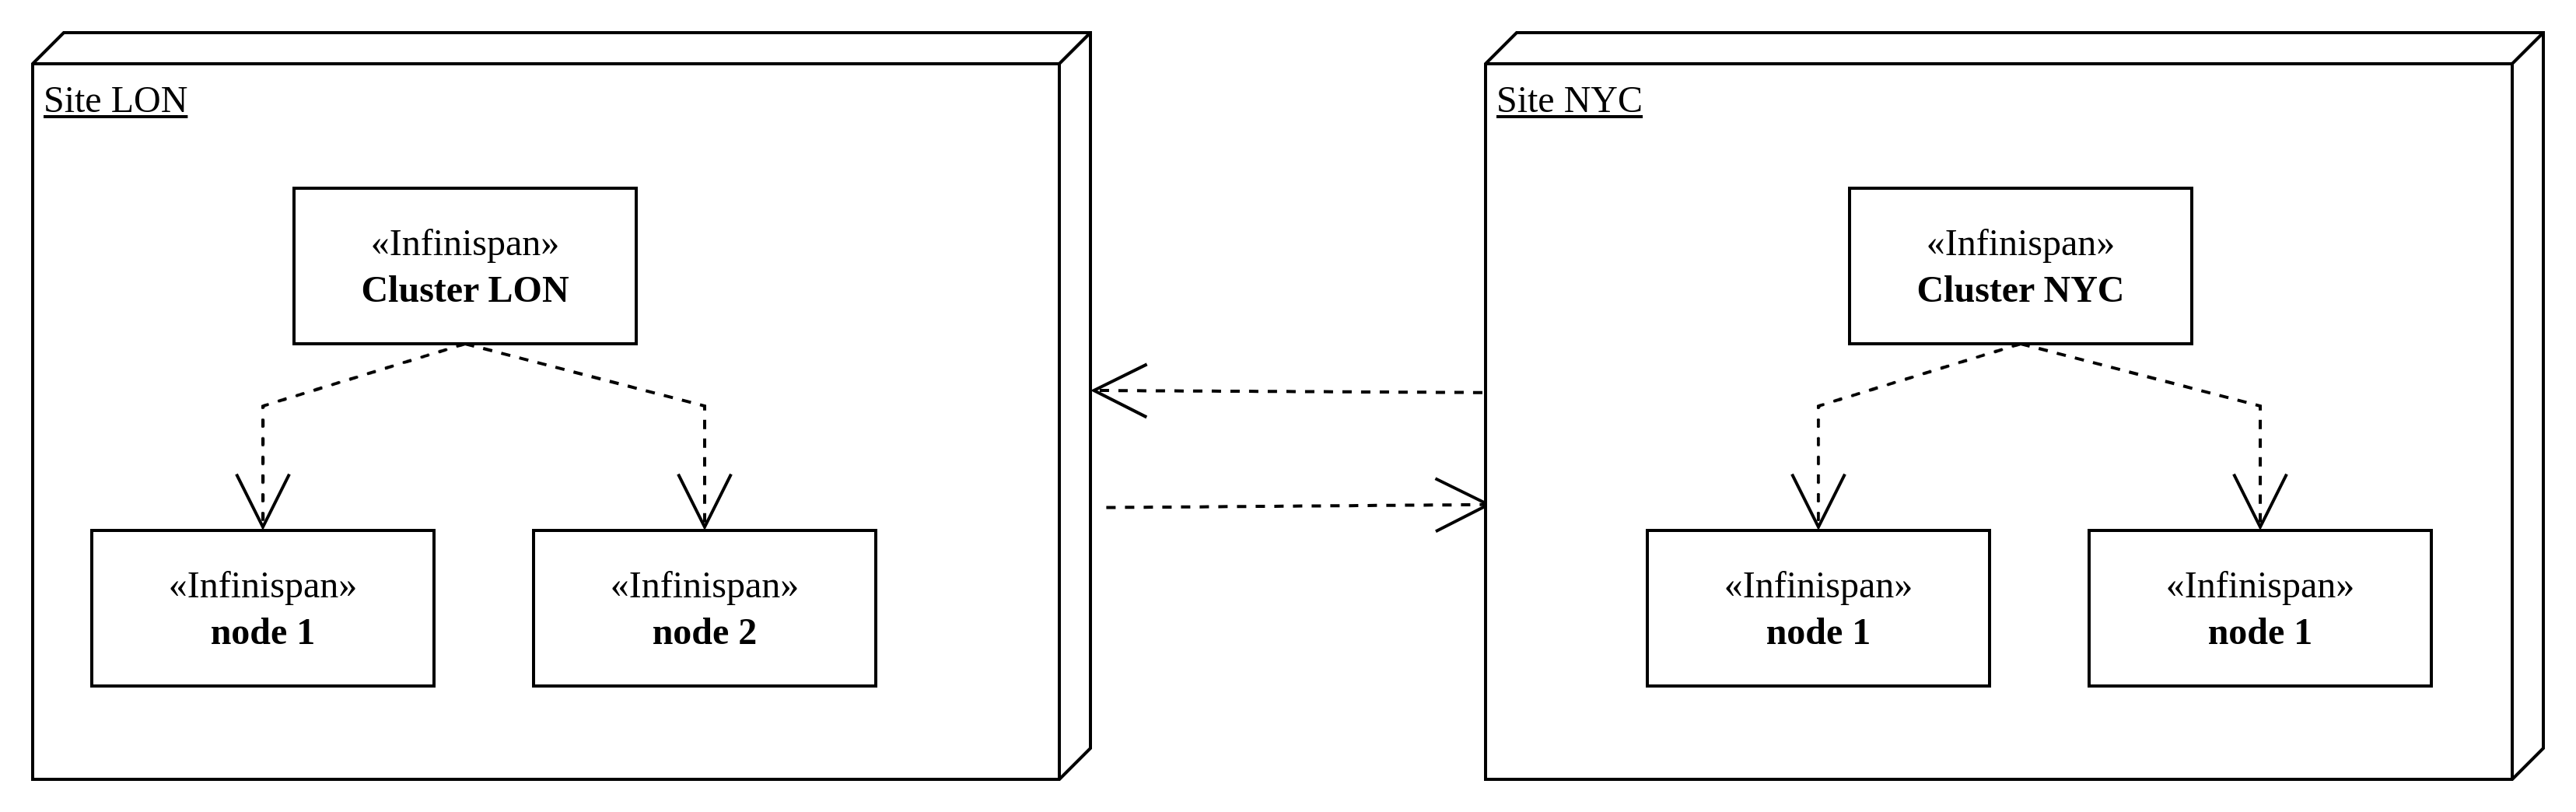 Site LON
«Infinispan»
Cluster LON
«Infinispan»
node 1
«Infinispan»
node 2
Site NYC
«Infinispan»
Cluster NYC
«Infinispan»
node 1
«Infinispan»
node 1